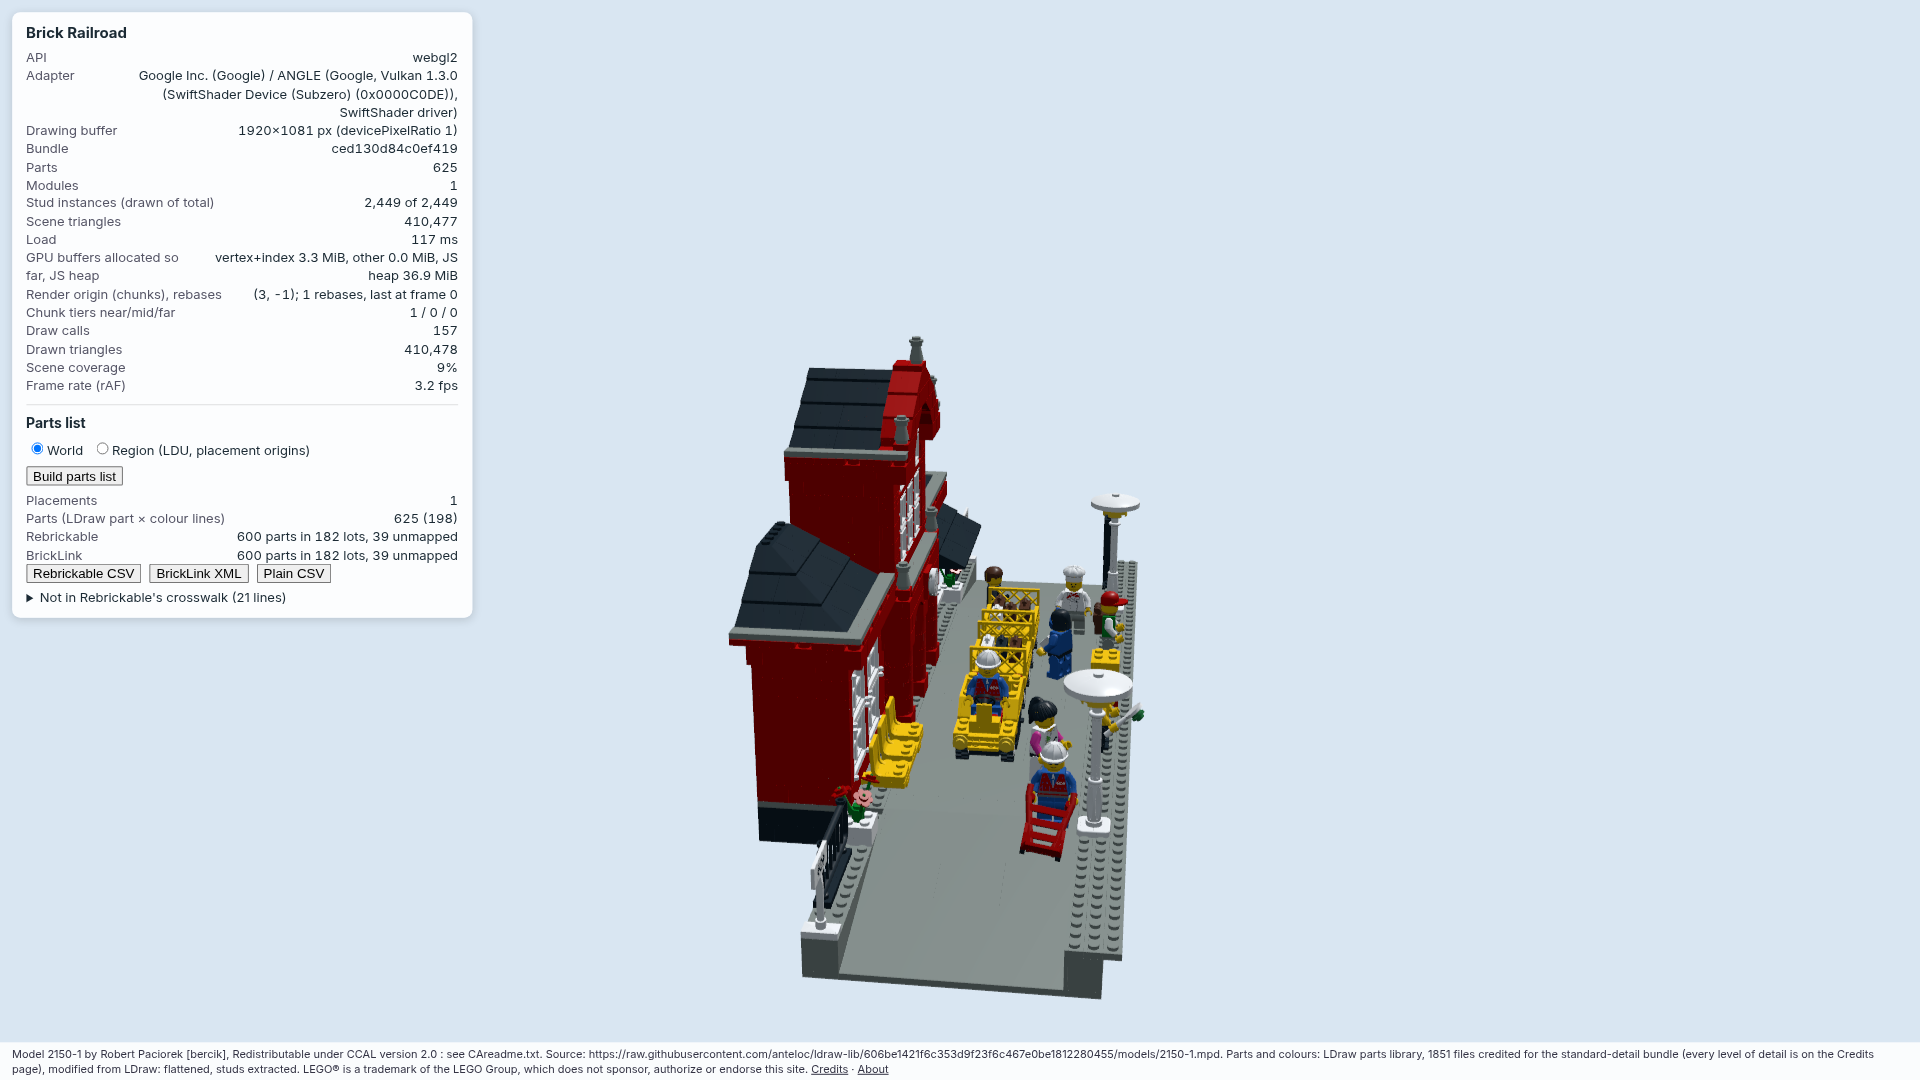 Brick Railroad
API webgl2
Adapter Google Inc. (Google) / ANGLE (Google, Vulkan 1.3.0
(SwiftShader Device (Subzero) (0x0000C0DE)),
SwiftShader driver)
Drawing buffer 1920×1081 px (devicePixelRatio 1)
Bundle ced130d84c0ef419
Parts 625
Modules 1
Stud instances (drawn of total) 2,449 of 2,449
Scene triangles 410,477
Load 117 ms
GPU buffers allocated so vertex+index 3.3 MiB, other 0.0 MiB, JS
far, JS heap heap 36.9 MiB
Render origin (chunks), rebases (3, -1); 1 rebases, last at frame 0
Chunk tiers near/mid/far 1 / 0 / 0
Draw calls 157
Drawn triangles 410,478
Scene coverage 9%
Frame rate (rAF) 3.2 fps
Parts list
World Region (LDU, placement origins)
Build parts list
Placements 1
Parts (LDraw part × colour lines) 625 (198)
Rebrickable 600 parts in 182 lots, 39 unmapped
BrickLink 600 parts in 182 lots, 39 unmapped
Rebrickable CSV BrickLink XML Plain CSV
▶ Not in Rebrickable's crosswalk (21 lines)
Model 2150-1 by Robert Paciorek [bercik], Redistributable under CCAL version 2.0 : see CAreadme.txt. Source: https://raw.githubusercontent.com/anteloc/ldraw-lib/606be1421f6c353d9f23f6c467e0be1812280455/models/2150-1.mpd. Parts and colours: LDraw parts library, 1851 files credited for the standard-detail bundle (every level of detail is on the Credits
page), modified from LDraw: flattened, studs extracted. LEGO® is a trademark of the LEGO Group, which does not sponsor, authorize or endorse this site. Credits · About